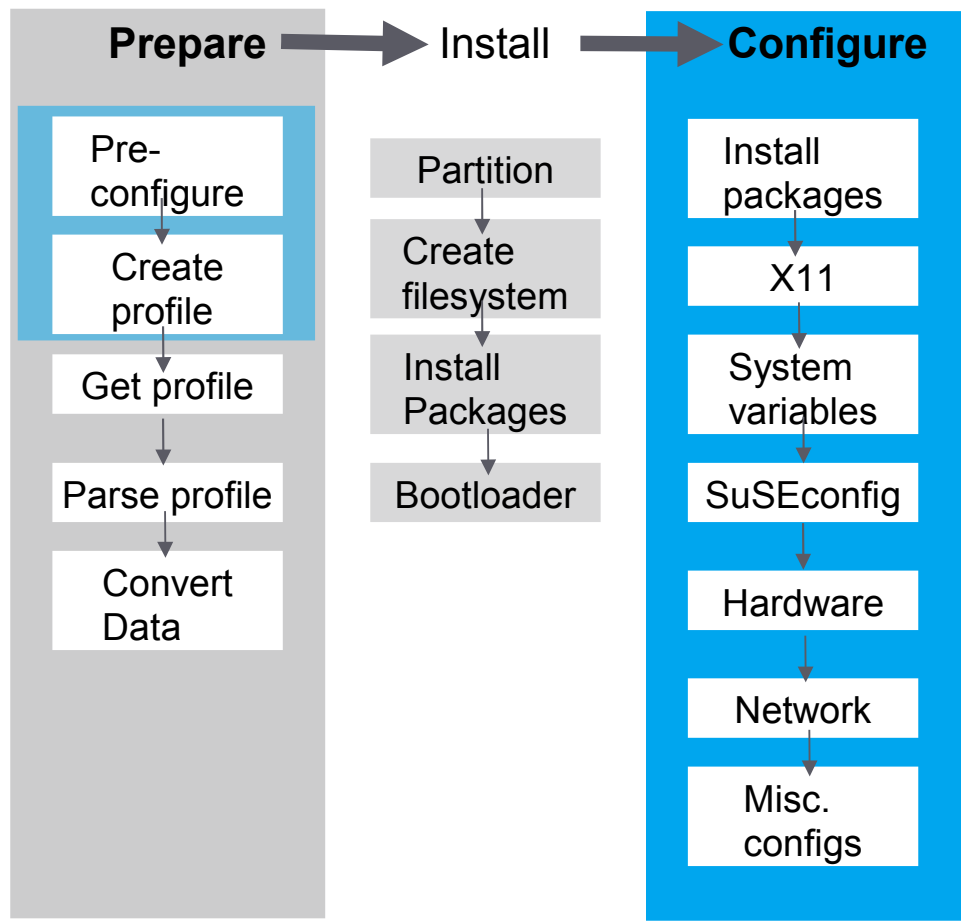 Prepare
Install
Configure
Pre-
configure
Create
profile
Get profile
Parse profile
Convert
Data
Partition
Create
filesystem
Install
Packages
Bootloader
Install
packages
X11
System
variables
SuSEconfig
Hardware
Network
Misc.
configs